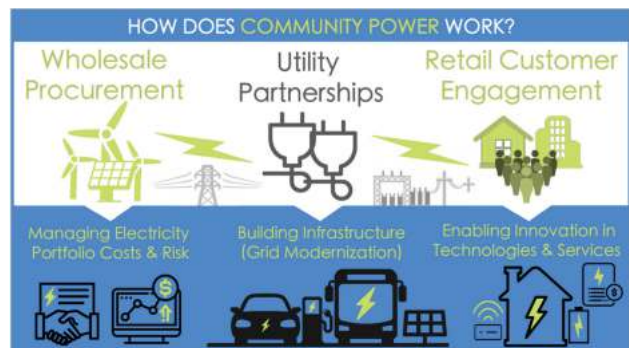 HOW DOES COMMUNITY POWER WORK?
Wholesale
Procurement
Utility
Partnerships
Retail Customer
Engagement
Managing Electricity
Portfolio Costs & Risk
Building Infrastructure
(Grid Modernization)
Enabling Innovation in
Technologies & Services
$
$